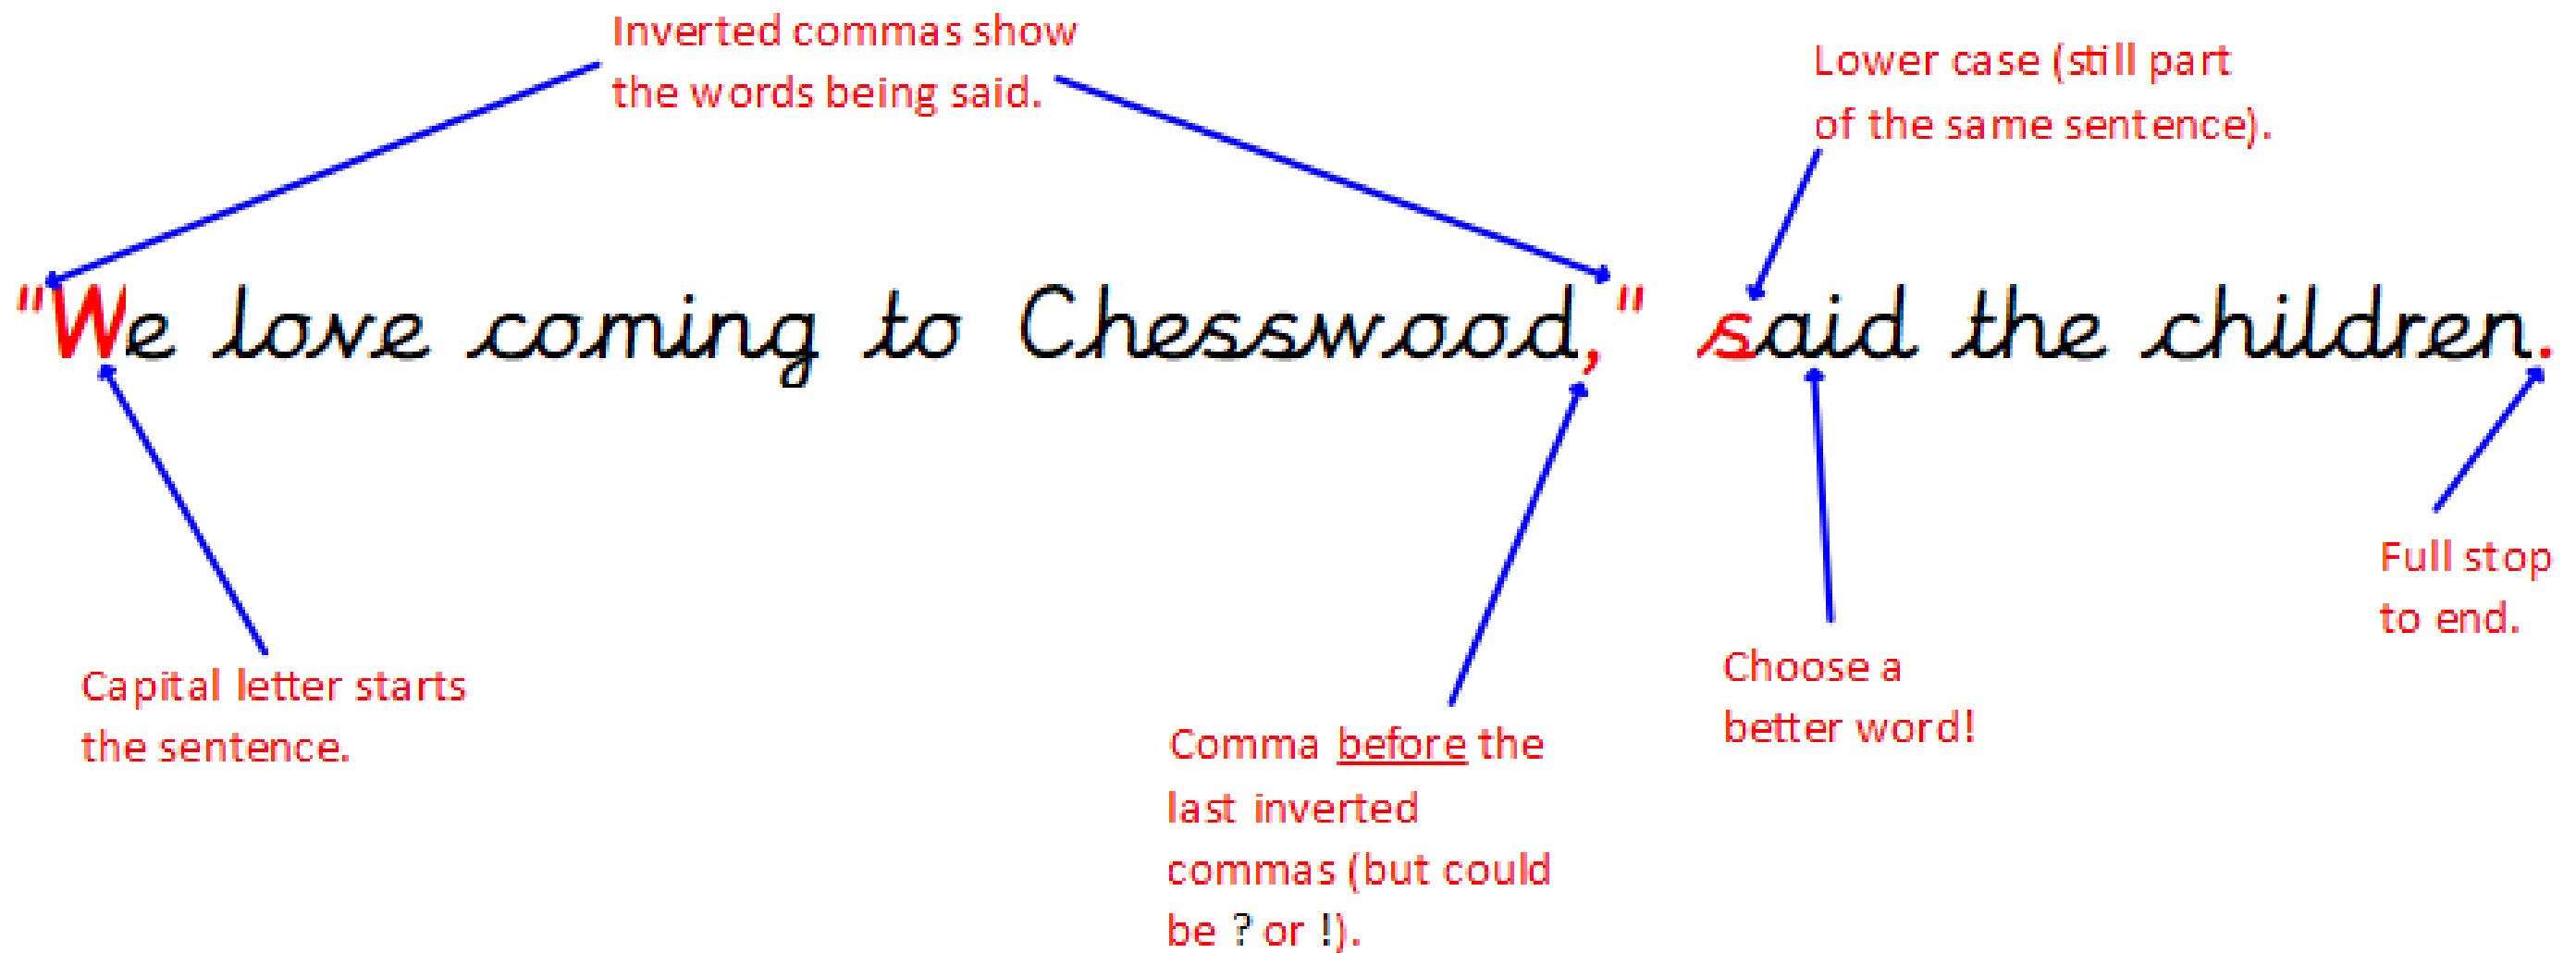 Inverted commas show
the words being said.
Lower case (still part
of the same sentence).
"We love coming to Chesswood," said the children.
Capital letter starts
the sentence.
Comma before the
last inverted
commas (but could
be ? or !).
Choose a
better word!
Full stop
to end.